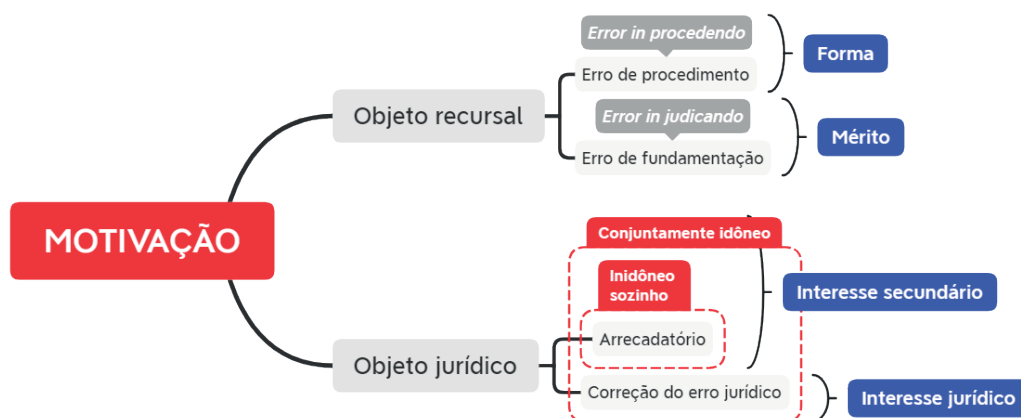 MOTIVAÇÃO
Objeto recursal
Error in procedendo
Erro de procedimento
Forma
Error in judicando
Erro de fundamentação
Mérito
Objeto jurídico
Conjuntamente idôneo
Inidôneo
sozinho
Arrecadatório
Interesse secundário
Correção do erro jurídico
Interesse jurídico